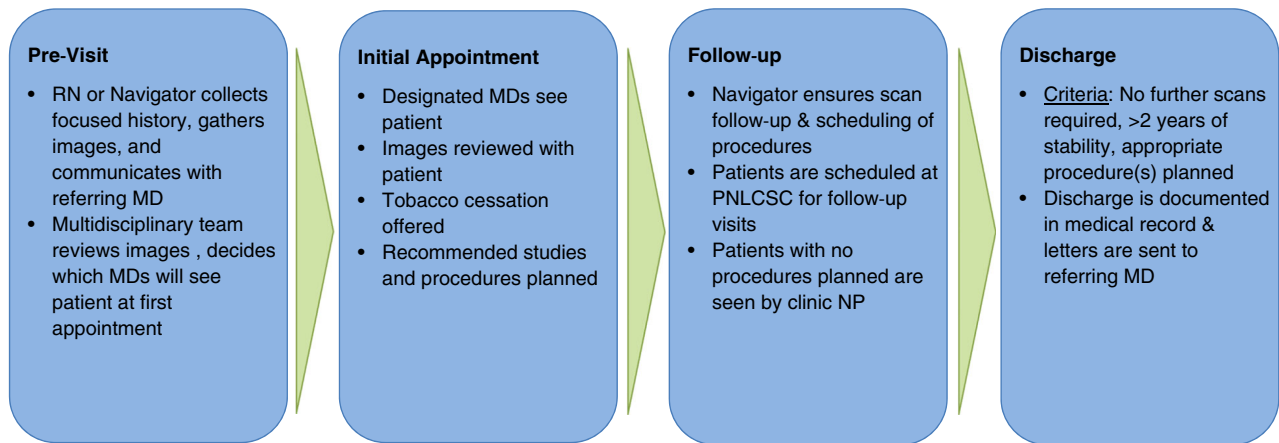 Pre-Visit
• RN or Navigator collects
focused history, gathers
images, and
communicates with
referring MD
• Multidisciplinary team
reviews images , decides
which MDs will see
patient at first
appointment
Initial Appointment
• Designated MDs see
patient
• Images reviewed with
patient
• Tobacco cessation
offered
• Recommended studies
and procedures planned
Follow-up
• Navigator ensures scan
follow-up & scheduling of
procedures
• Patients are scheduled at
PNLCSC for follow-up
visits
• Patients with no
procedures planned are
seen by clinic NP
Discharge
• Criteria: No further scans
required, >2 years of
stability, appropriate
procedure(s) planned
• Discharge is documented
in medical record &
letters are sent to
referring MD